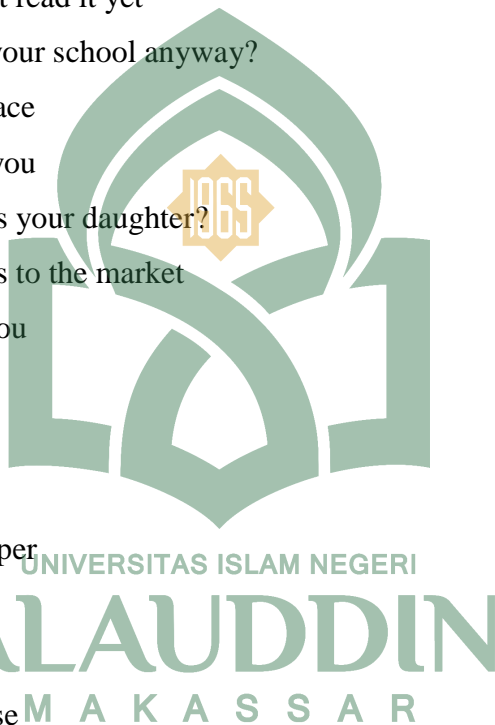 t read it yet
your school anyway?
ace
you
s your daughter?
1965
s to the market
ou
per
UNIVERSITAS ISLAM NEGERI
ALAUDDIN
se
MAKASSAR